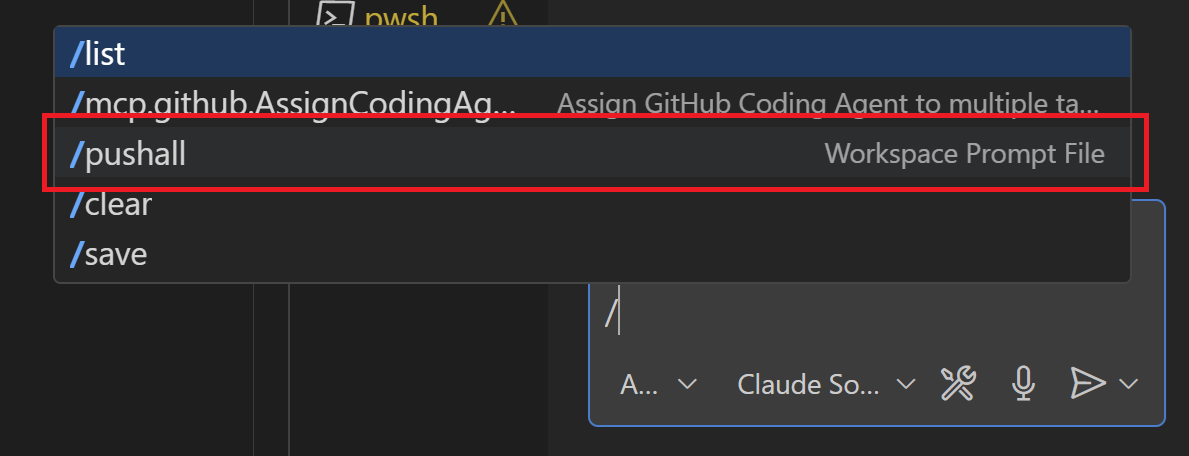 pwsh
/list
/mcp.github.AssignCodingAg... Assign GitHub Coding Agent to multiple ta...
/pushall Workspace Prompt File
/clear
/save
/
A... Claude So...